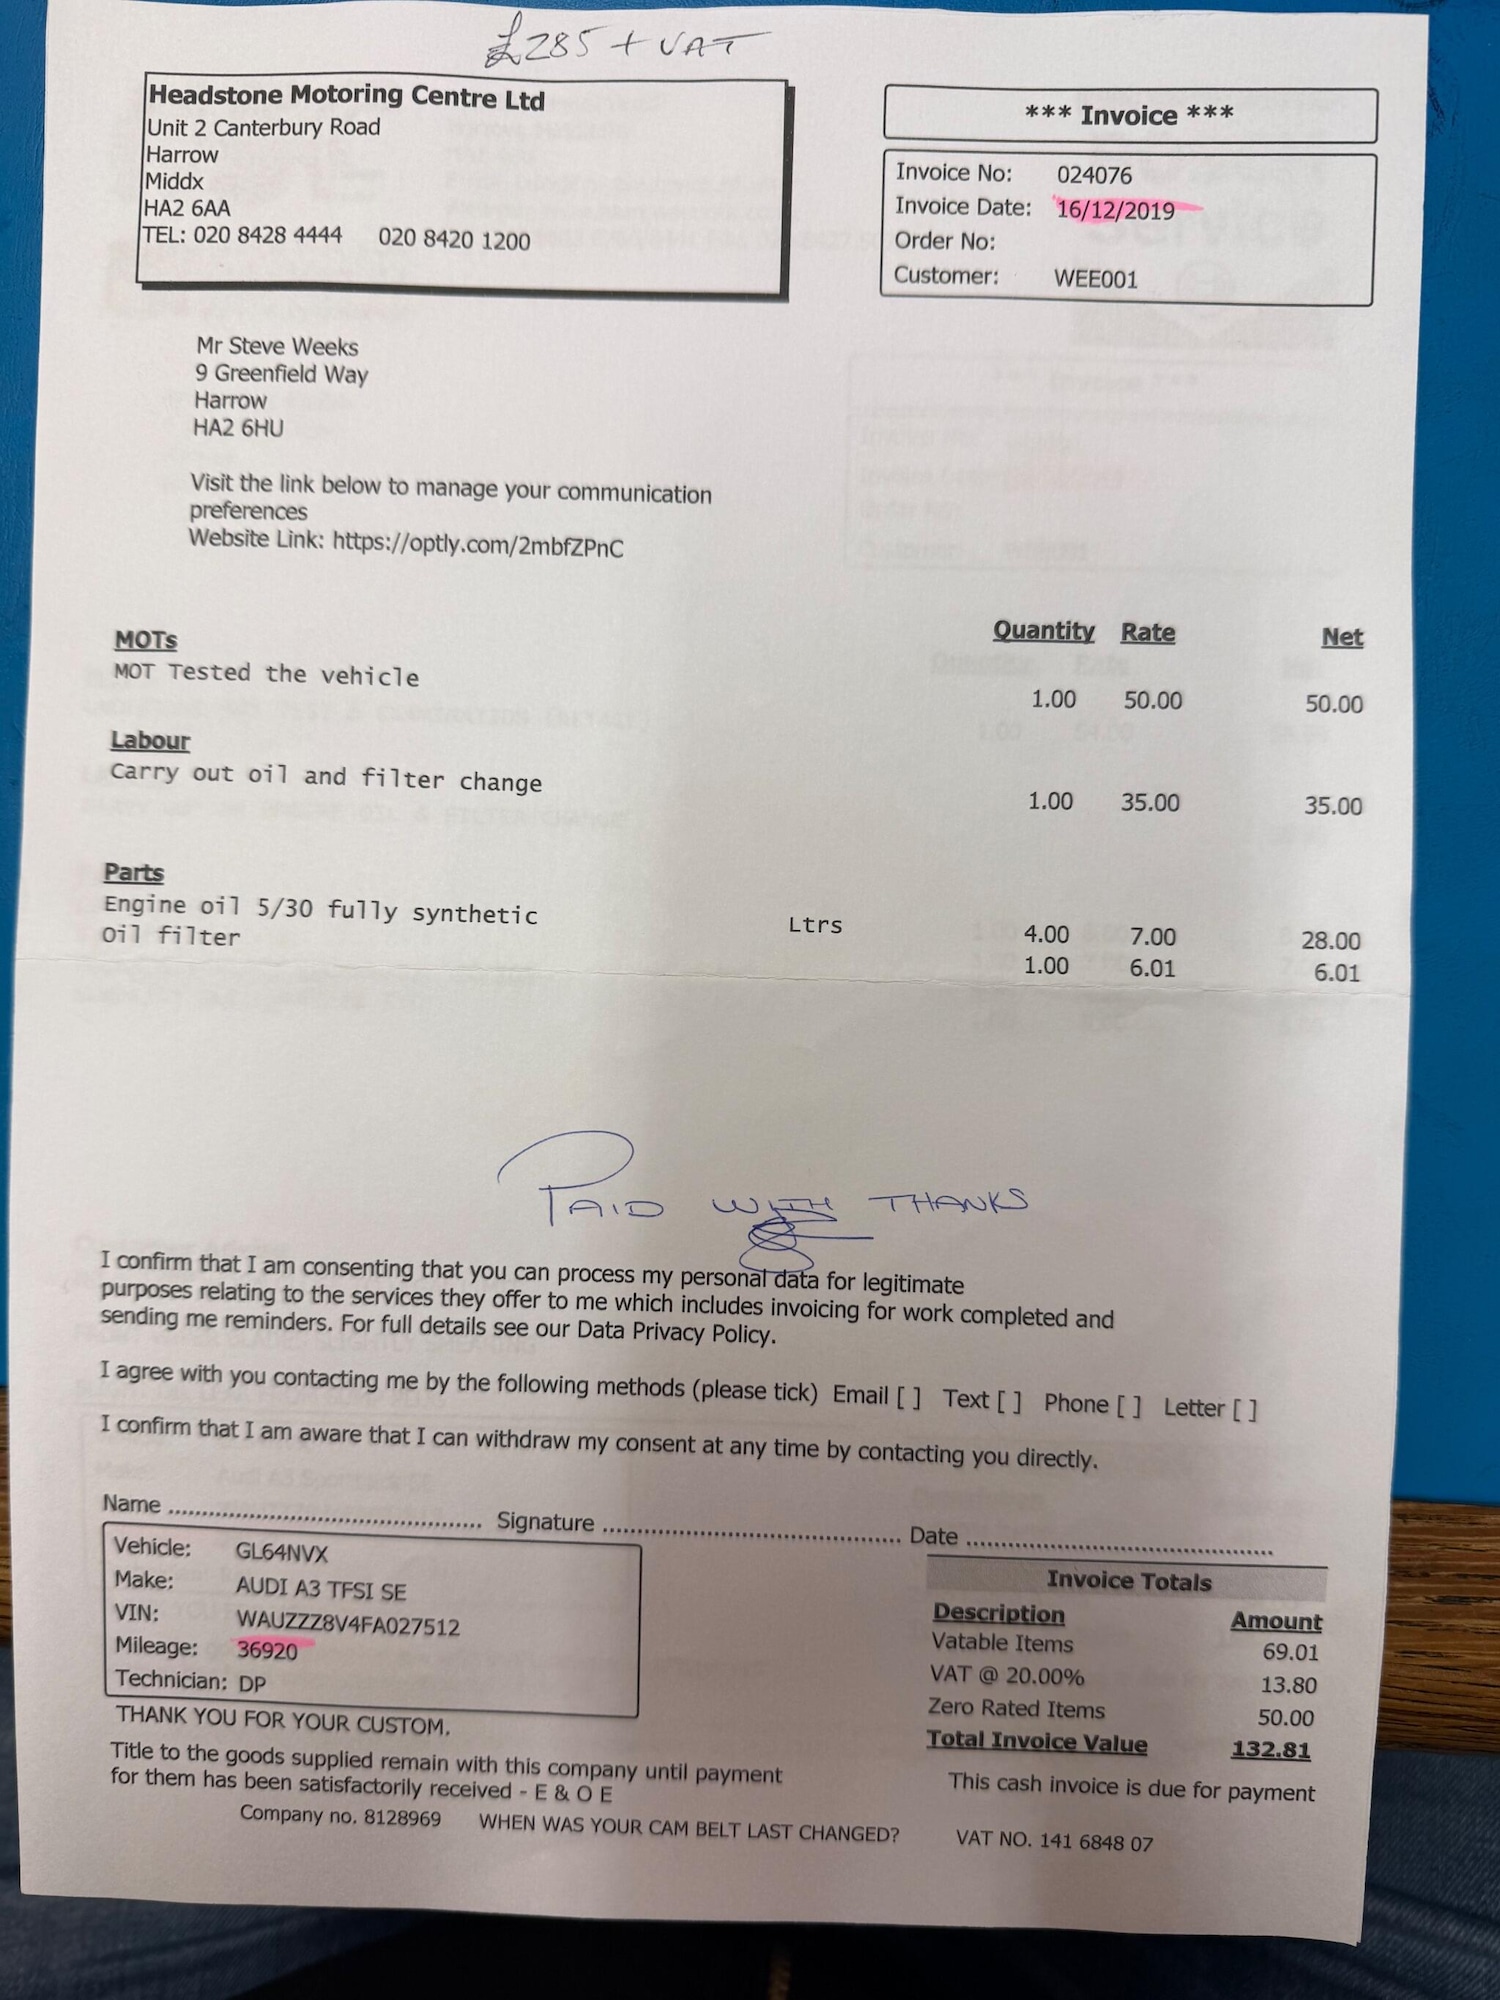 £285 + VAT
Headstone Motoring Centre Ltd
Unit 2 Canterbury Road
Harrow
Middx
HA2 6AA
TEL: 020 8428 4444 020 8420 1200
*** Invoice ***
Invoice No: 024076
Invoice Date: 16/12/2019
Order No:
Customer: WEE001
Mr Steve Weeks
9 Greenfield Way
Harrow
HA2 6HU
Visit the link below to manage your communication
preferences
Website Link: https://optly.com/2mbfZPnC
Quantity Rate Net
MOTs
MOT Tested the vehicle
1.00 50.00 50.00
Labour
Carry out oil and filter change
1.00 35.00 35.00
Parts
Engine oil 5/30 fully synthetic Ltrs 4.00 7.00 28.00
Oil filter 1.00 6.01 6.01
PAID WITH THANKS
I confirm that I am consenting that you can process my personal data for legitimate
purposes relating to the services they offer to me which includes invoicing for work completed and
sending me reminders. For full details see our Data Privacy Policy.
I agree with you contacting me by the following methods (please tick) Email [ ] Text [ ] Phone [ ] Letter [ ]
I confirm that I am aware that I can withdraw my consent at any time by contacting you directly.
Name .................... Signature .................... Date ....................
Vehicle: GL64NVX
Make: AUDI A3 TFSI SE
VIN: WAUZZZ8V4FA027512
Mileage: 36920
Technician: DP
Invoice Totals
Description Amount
Vatable Items 69.01
VAT @ 20.00% 13.80
Zero Rated Items 50.00
Total Invoice Value 132.81
THANK YOU FOR YOUR CUSTOM.
Title to the goods supplied remain with this company until payment
for them has been satisfactorily received - E & O E
This cash invoice is due for payment
Company no. 8128969 WHEN WAS YOUR CAM BELT LAST CHANGED? VAT NO. 141 6848 07